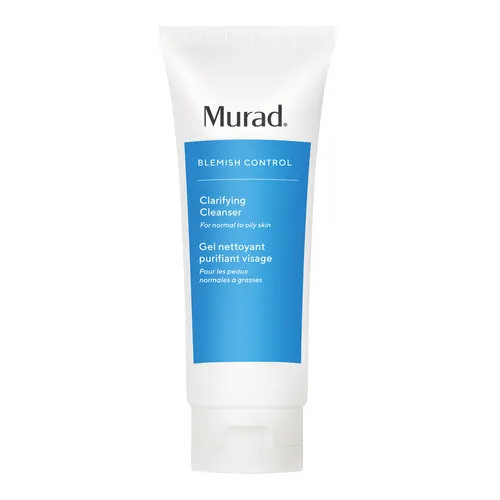 Murad®
BLEMISH CONTROL
Clarifying
Cleanser
For normal to oily skin
Gel nettoyant
purifiant visage
Pour les peaux
normales à grasses